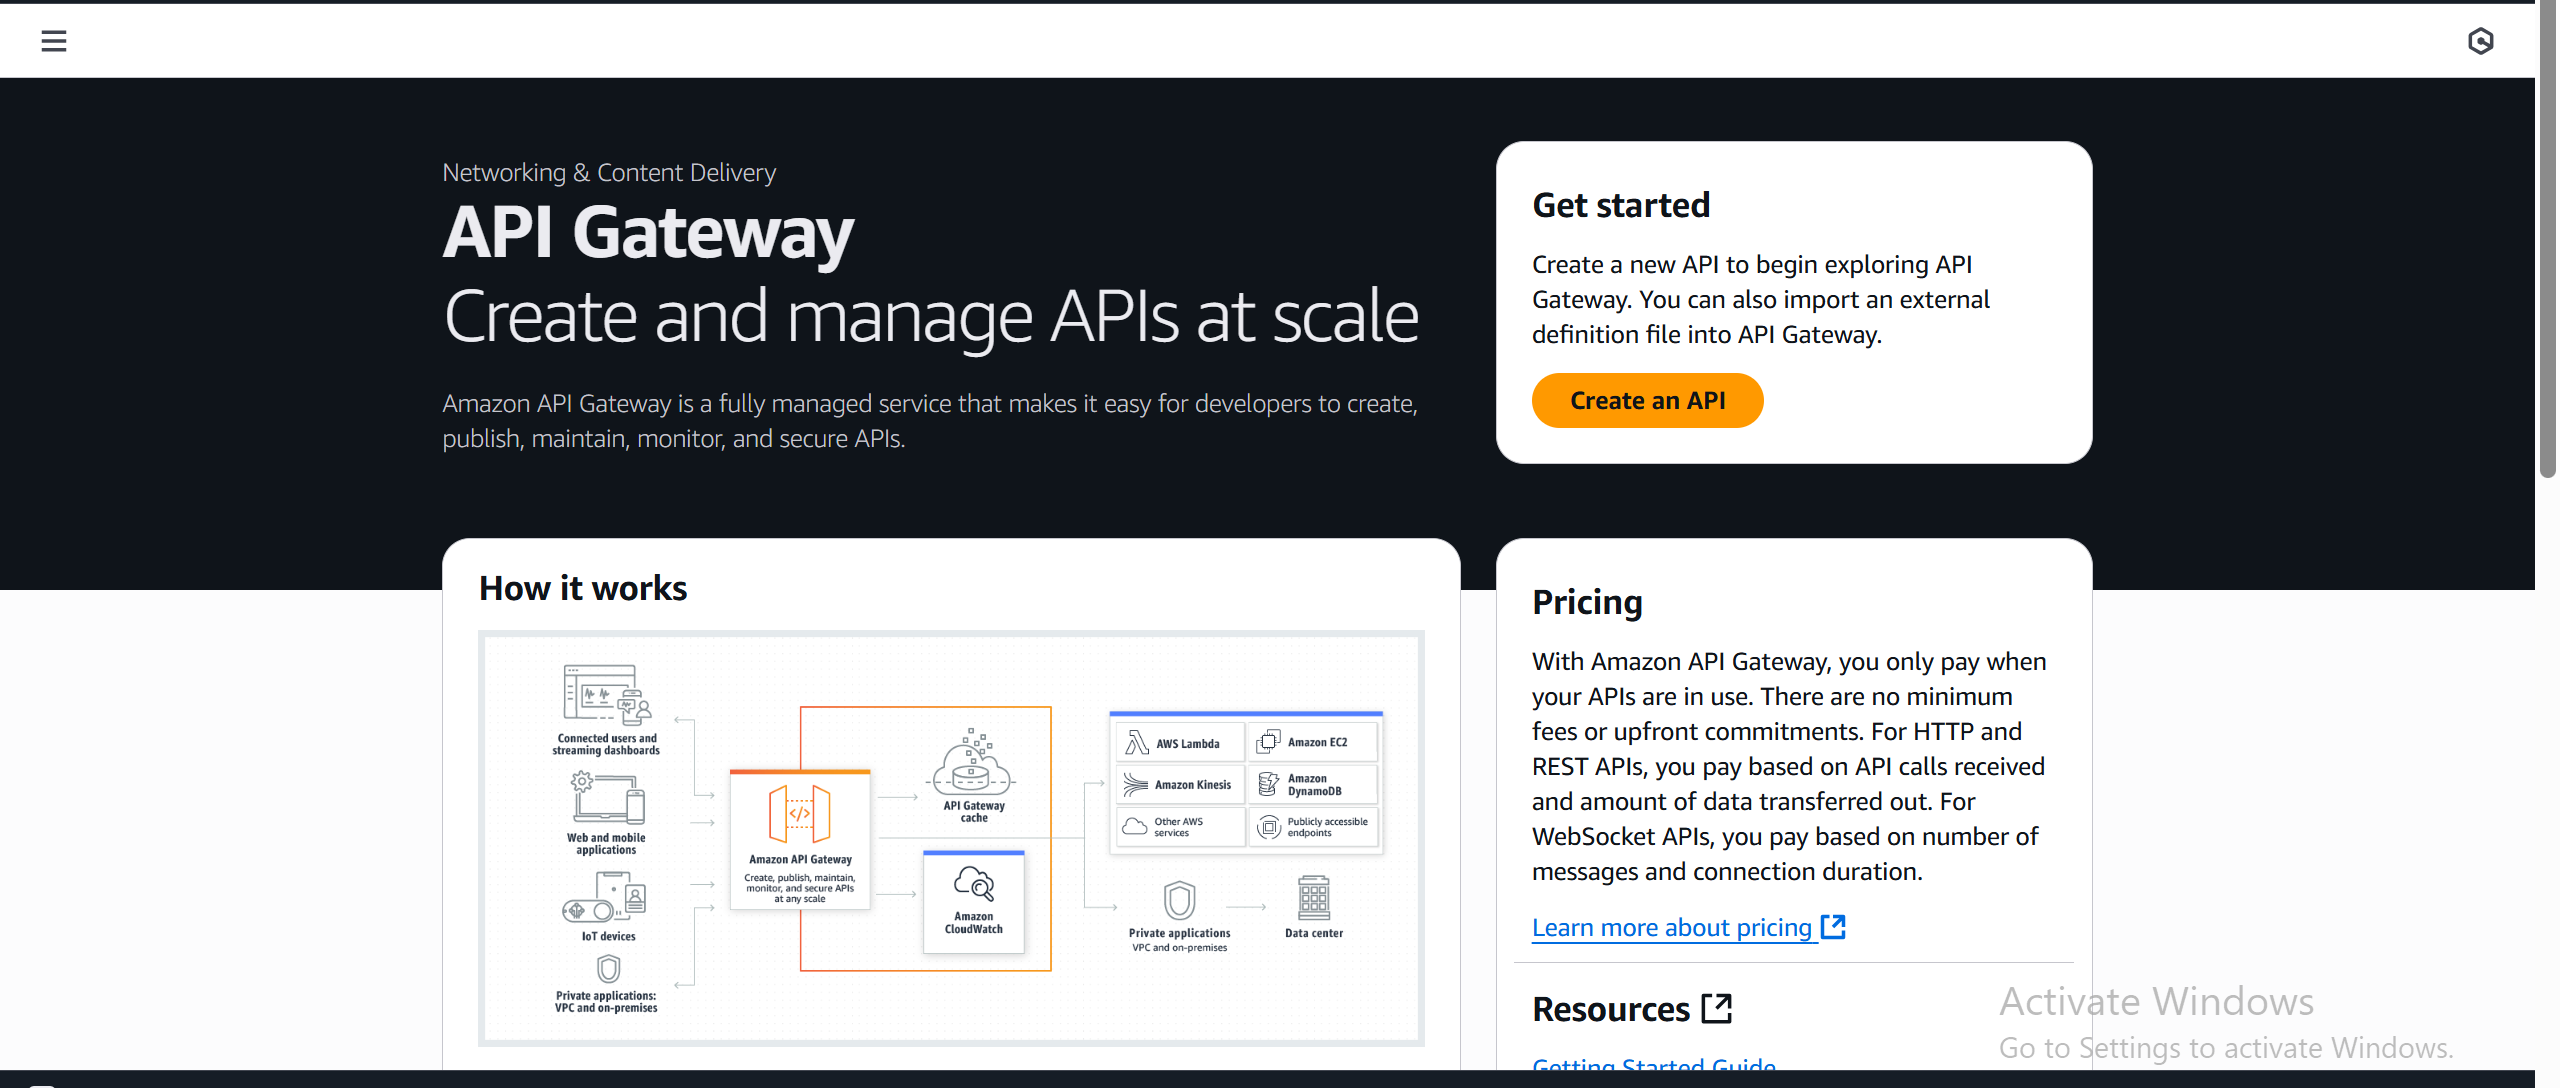 Networking & Content Delivery
API Gateway
Create and manage APIs at scale
Amazon API Gateway is a fully managed service that makes it easy for developers to create,
publish, maintain, monitor, and secure APIs.
Get started
Create a new API to begin exploring API
Gateway. You can also import an external
definition file into API Gateway.
Create an API
How it works
Connected users and
streaming dashboards
Web and mobile
applications
IoT devices
Private applications:
VPC and on-premises
Amazon API Gateway
Create, publish, maintain,
monitor, and secure APIs
at any scale
API Gateway
cache
Amazon
CloudWatch
AWS Lambda
Amazon EC2
Amazon Kinesis
Amazon
DynamoDB
Other AWS
services
Publicly accessible
endpoints
Private applications
VPC and on-premises
Data center
Pricing
With Amazon API Gateway, you only pay when
your APIs are in use. There are no minimum
fees or upfront commitments. For HTTP and
REST APIs, you pay based on API calls received
and amount of data transferred out. For
WebSocket APIs, you pay based on number of
messages and connection duration.
Learn more about pricing
Resources
Getting Started Guide
Activate Windows
Go to Settings to activate Windows.